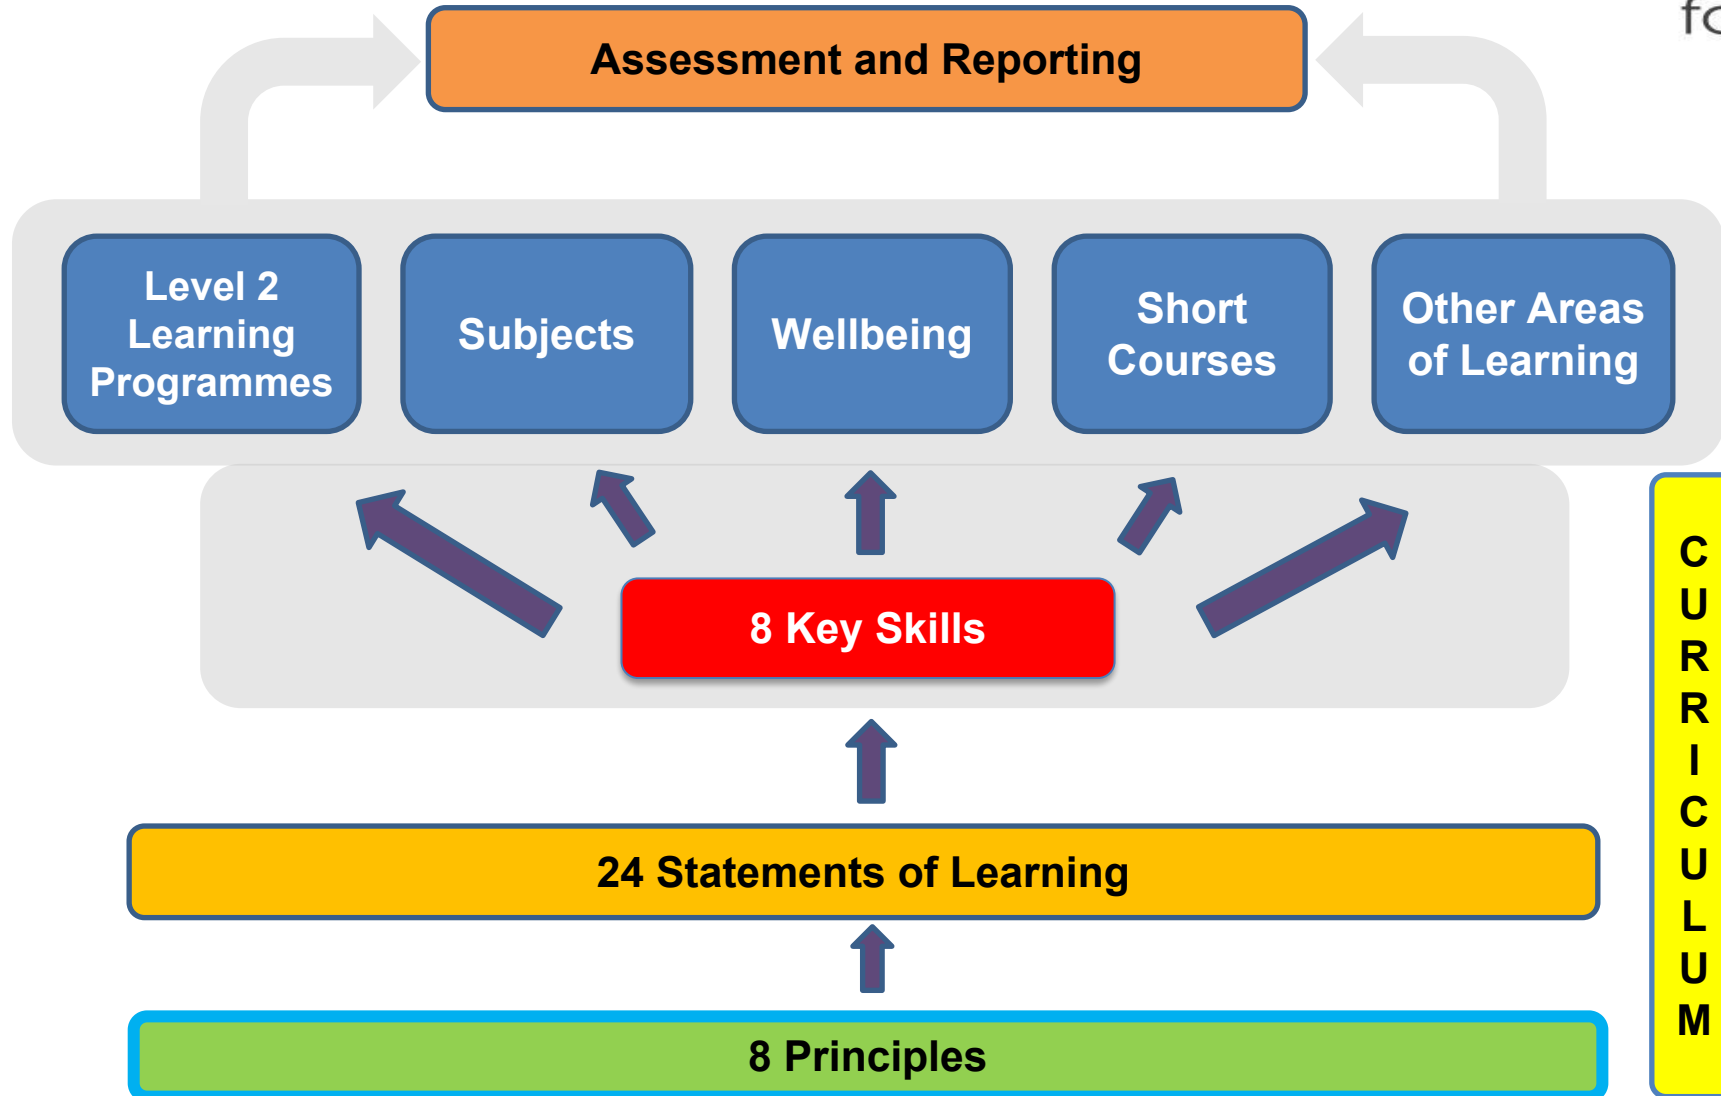 Assessment and Reporting
Level 2
Learning
Programmes
Subjects
Wellbeing
Short
Courses
Other Areas
of Learning
8 Key Skills
24 Statements of Learning
8 Principles
C
U
R
R
I
C
U
L
U
M